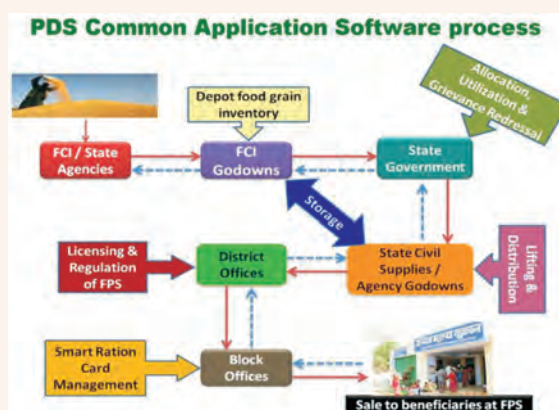 PDS Common Application Software process
Depot food grain
inventory
Allocation,
Utilization &
Grievance Redressal
FCI / State
Agencies
FCI
Godowns
State
Government
Storage
Licensing &
Regulation
of FPS
District
Offices
State Civil
Supplies /
Agency Godowns
Lifting &
Distribution
Smart Ration
Card
Management
Block
Offices
Sale to beneficiaries at FPS